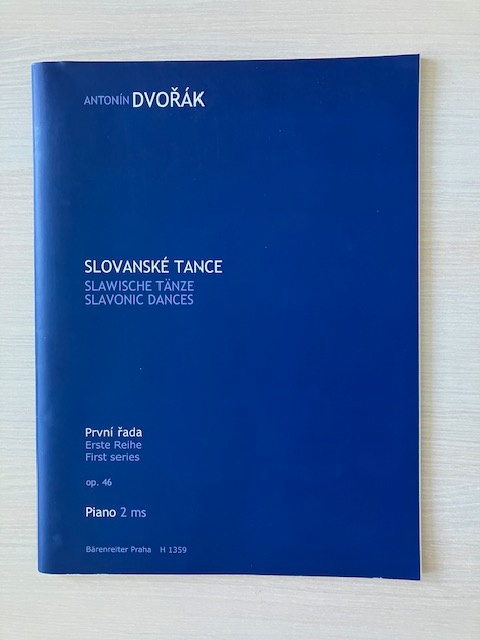 ANTONÍN DVOŘÁK
SLOVANSKÉ TANCE
SLAWISCHE TÄNZE
SLAVONIC DANCES
První řada
Erste Reihe
First series
op. 46
Piano 2 ms
Bärenreiter Praha H 1359